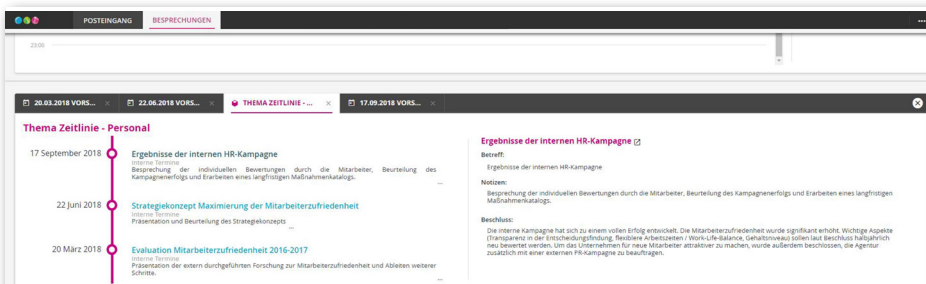 POSTEINGANG
BESPRECHUNGEN
23:00
20.03.2018 VORS...
22.06.2018 VORS...
THEMA ZEITLINIE - ...
17.09.2018 VORS...
Thema Zeitlinie - Personal
17 September 2018
Ergebnisse der internen HR-Kampagne
Interne Termine
Besprechung der individuellen Bewertungen durch die Mitarbeiter, Beurteilung des
Kampagnenerfolgs und Erarbeiten eines langfristigen Maßnahmenkatalogs.
...
22 Juni 2018
Strategiekonzept Maximierung der Mitarbeiterzufriedenheit
Interne Termine
Präsentation und Beurteilung des Strategiekonzepts
...
20 März 2018
Evaluation Mitarbeiterzufriedenheit 2016-2017
Interne Termine
Präsentation der extern durchgeführten Forschung zur Mitarbeiterzufriedenheit und Ableiten weiterer
Schritte.
...
Ergebnisse der internen HR-Kampagne
Betreff:
Ergebnisse der internen HR-Kampagne
Notizen:
Besprechung der individuellen Bewertungen durch die Mitarbeiter, Beurteilung des Kampagnenerfolgs und Erarbeiten eines langfristigen
Maßnahmenkatalogs.
Beschluss:
Die interne Kampagne hat sich zu einem vollen Erfolg entwickelt. Die Mitarbeiterzufriedenheit wurde signifikant erhöht. Wichtige Aspekte
(Transparenz in der Entscheidungsfindung, flexiblere Arbeitszeiten / Work-Life-Balance, Gehaltsniveau) sollen laut Beschluss halbjährlich
neu bewertet werden. Um das Unternehmen für neue Mitarbeiter attraktiver zu machen, wurde außerdem beschlossen, die Agentur
zusätzlich mit einer externen PR-Kampagne zu beauftragen.